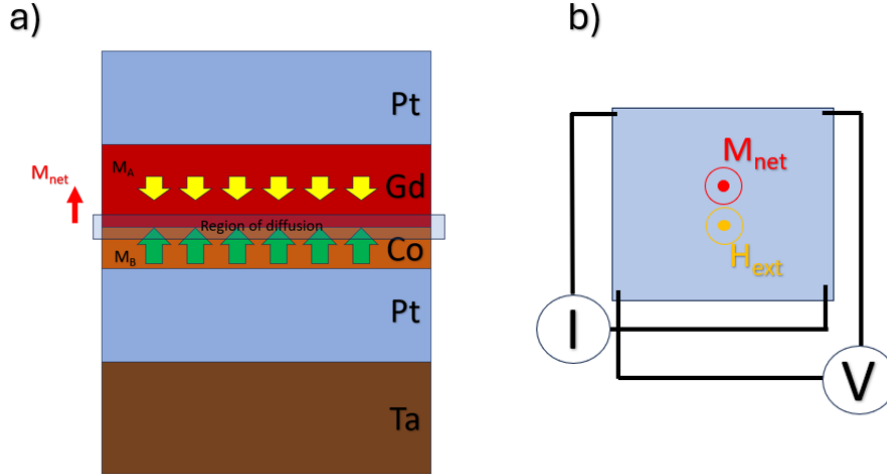 a)
Pt
M_A
Gd
M_net
Region of diffusion
M_B
Co
Pt
Ta
b)
M_net
H_ext
I
V